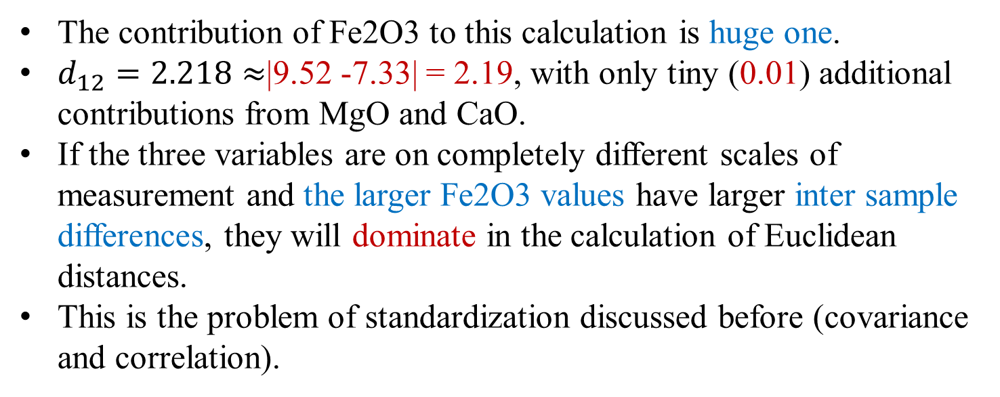 • The contribution of Fe2O3 to this calculation is huge one.
• 𝑑₁₂ = 2.218 ≈|9.52 -7.33| = 2.19, with only tiny (0.01) additional
contributions from MgO and CaO.
• If the three variables are on completely different scales of
measurement and the larger Fe2O3 values have larger inter sample
differences, they will dominate in the calculation of Euclidean
distances.
• This is the problem of standardization discussed before (covariance
and correlation).